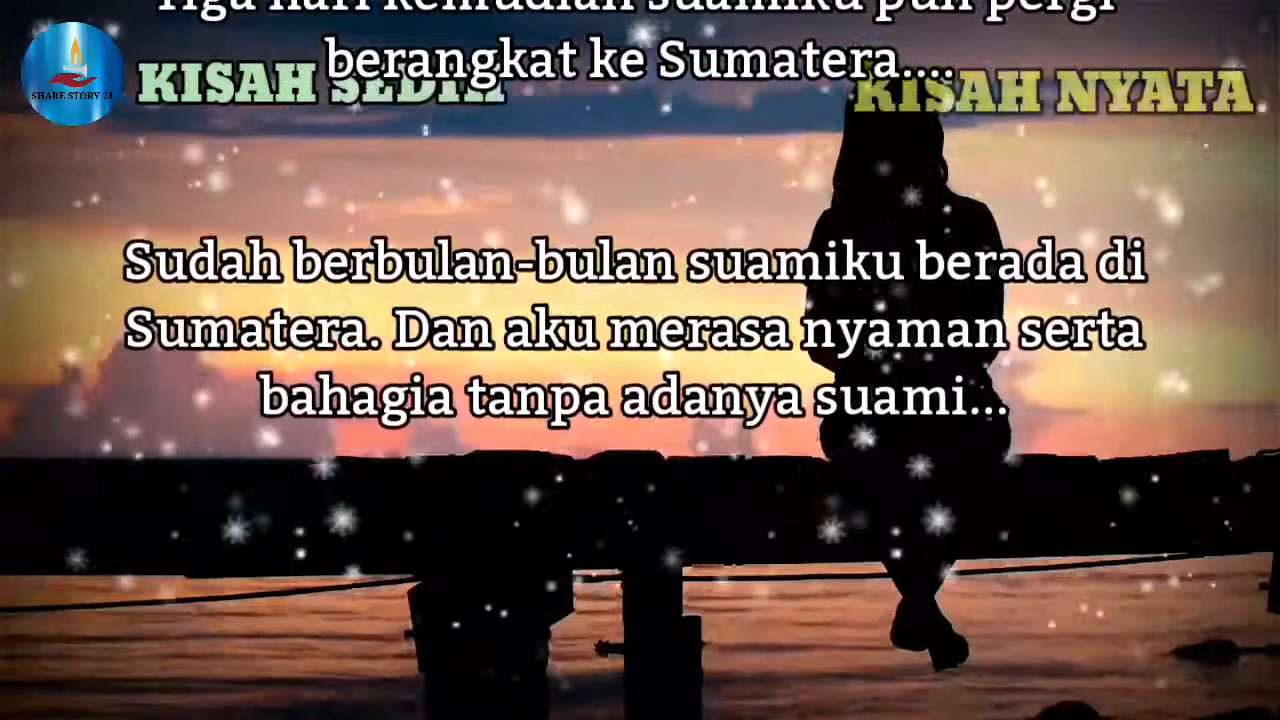 Tiga hari kemudian suamiku pun pergi
berangkat ke Sumatera....
SHARE STORY 24
KISAH SEDIH
KISAH NYATA
Sudah berbulan-bulan suamiku berada di
Sumatera. Dan aku merasa nyaman serta
bahagia tanpa adanya suami...